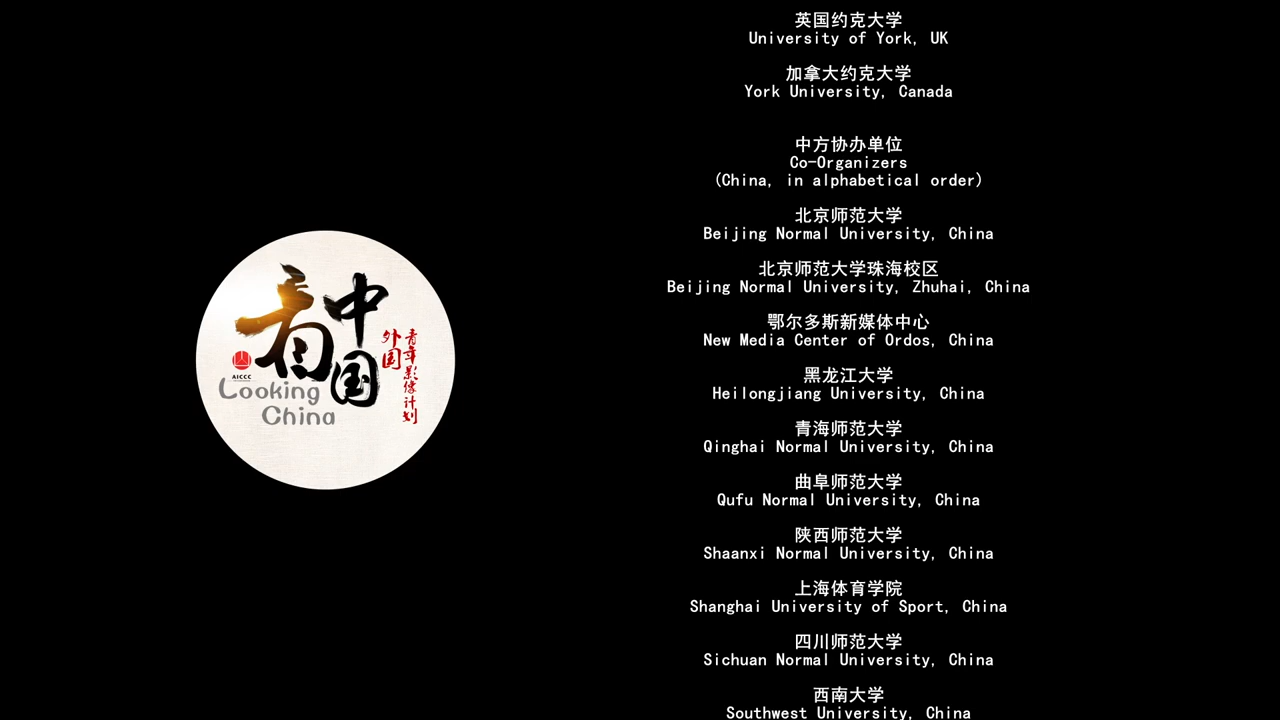 看中国
外国
青年影像计划
AICCC
Looking
China
英国约克大学
University of York, UK
加拿大约克大学
York University, Canada
中方协办单位
Co-Organizers
(China, in alphabetical order)
北京师范大学
Beijing Normal University, China
北京师范大学珠海校区
Beijing Normal University, Zhuhai, China
鄂尔多斯新媒体中心
New Media Center of Ordos, China
黑龙江大学
Heilongjiang University, China
青海师范大学
Qinghai Normal University, China
曲阜师范大学
Qufu Normal University, China
陕西师范大学
Shaanxi Normal University, China
上海体育学院
Shanghai University of Sport, China
四川师范大学
Sichuan Normal University, China
西南大学
Southwest University, China